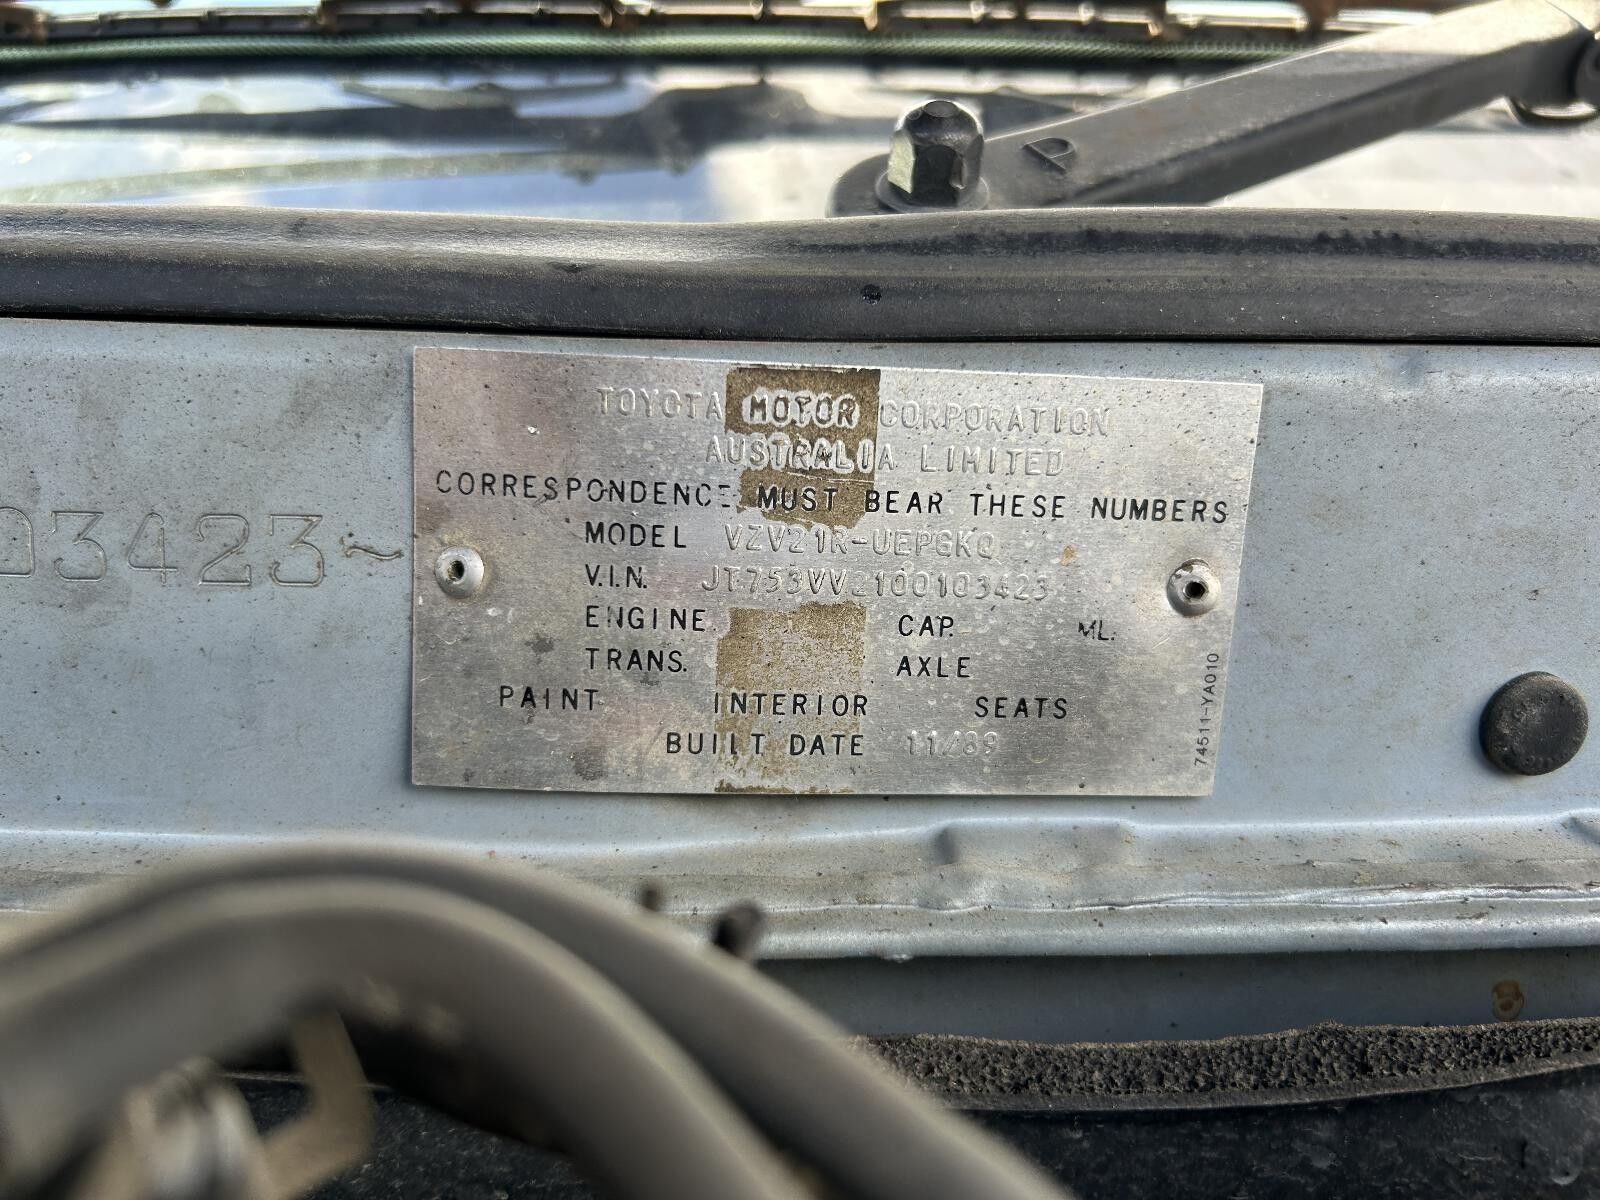 P
TOYOTA MOTOR CORPORATION
AUSTRALIA LIMITED
CORRESPONDENCE MUST BEAR THESE NUMBERS
MODEL VZV21R-UEPGKQ
V.I.N. JT753VV2100103423
ENGINE. CAP. ML.
TRANS. AXLE
PAINT INTERIOR SEATS
BUILT DATE 11/89
74511-YA010
03423~